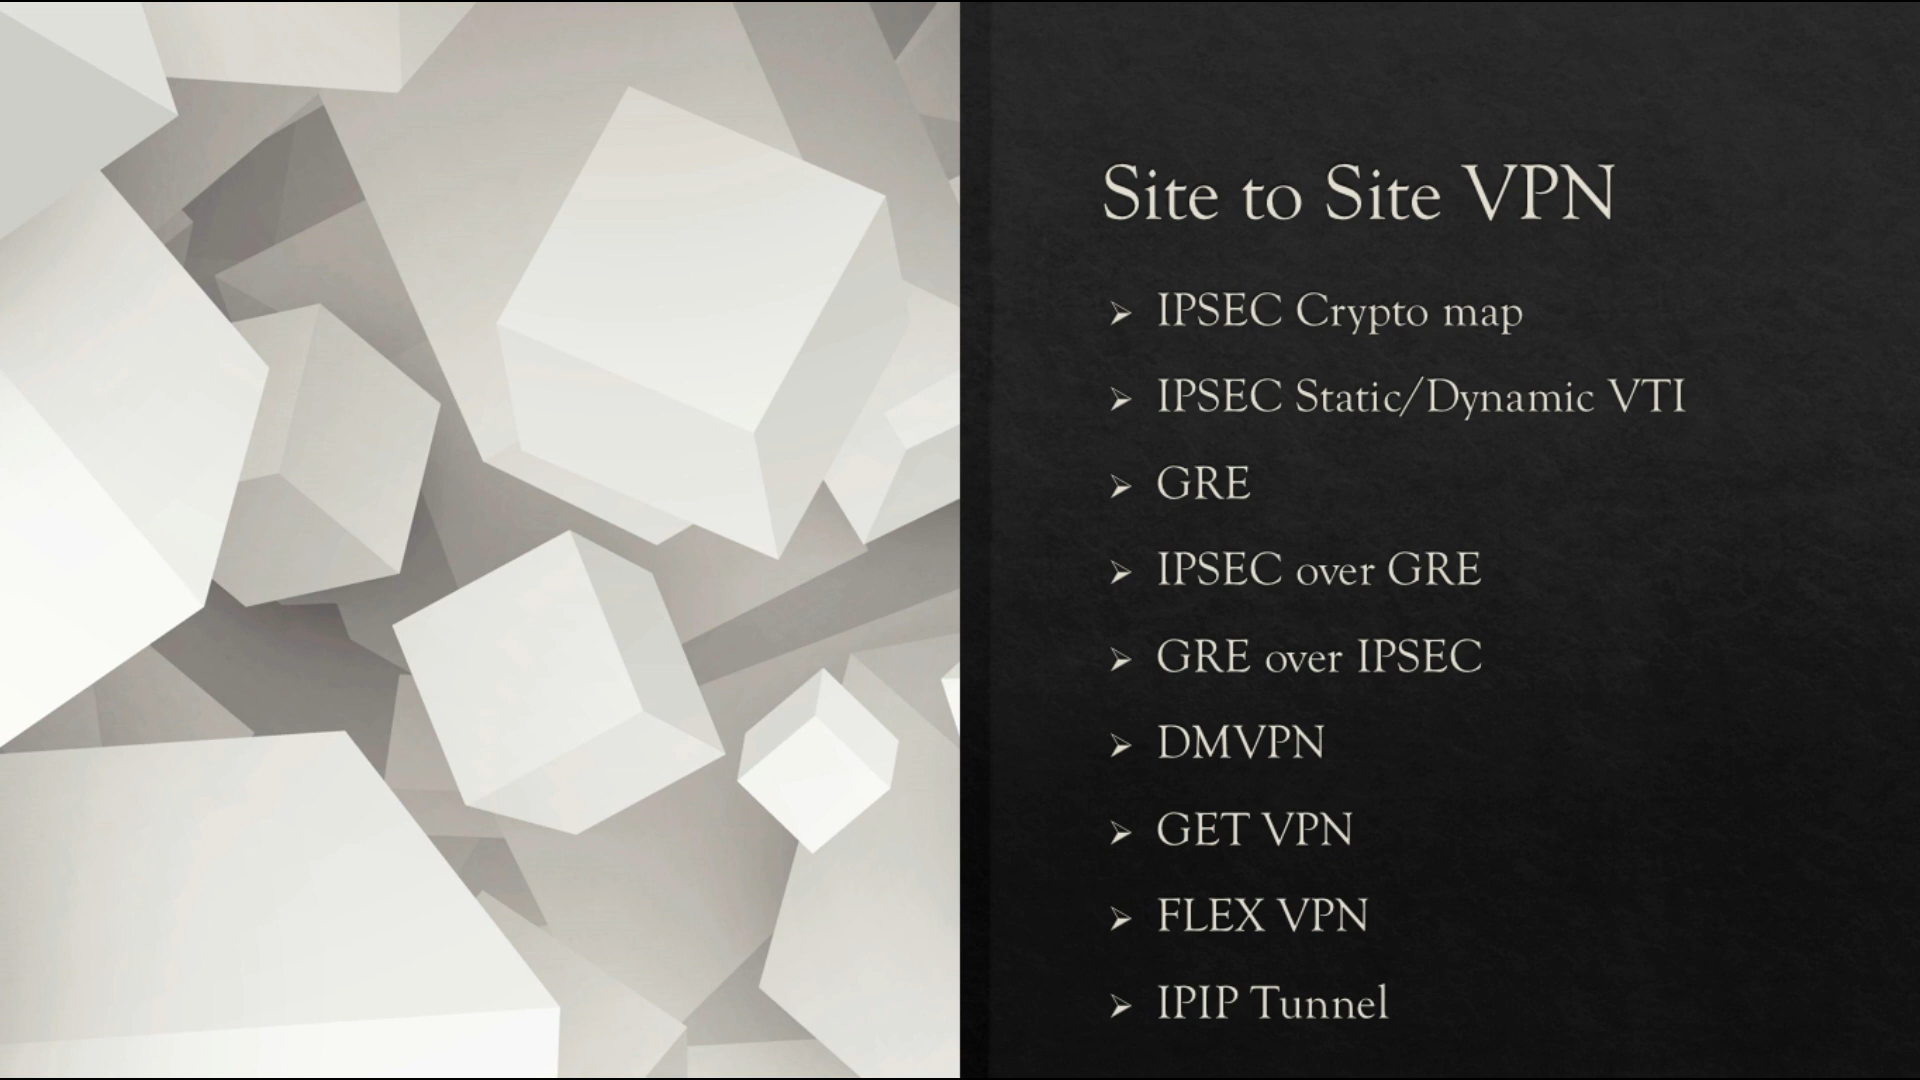 Site to Site VPN
➢ IPSEC Crypto map
➢ IPSEC Static/Dynamic VTI
➢ GRE
➢ IPSEC over GRE
➢ GRE over IPSEC
➢ DMVPN
➢ GET VPN
➢ FLEX VPN
➢ IPIP Tunnel